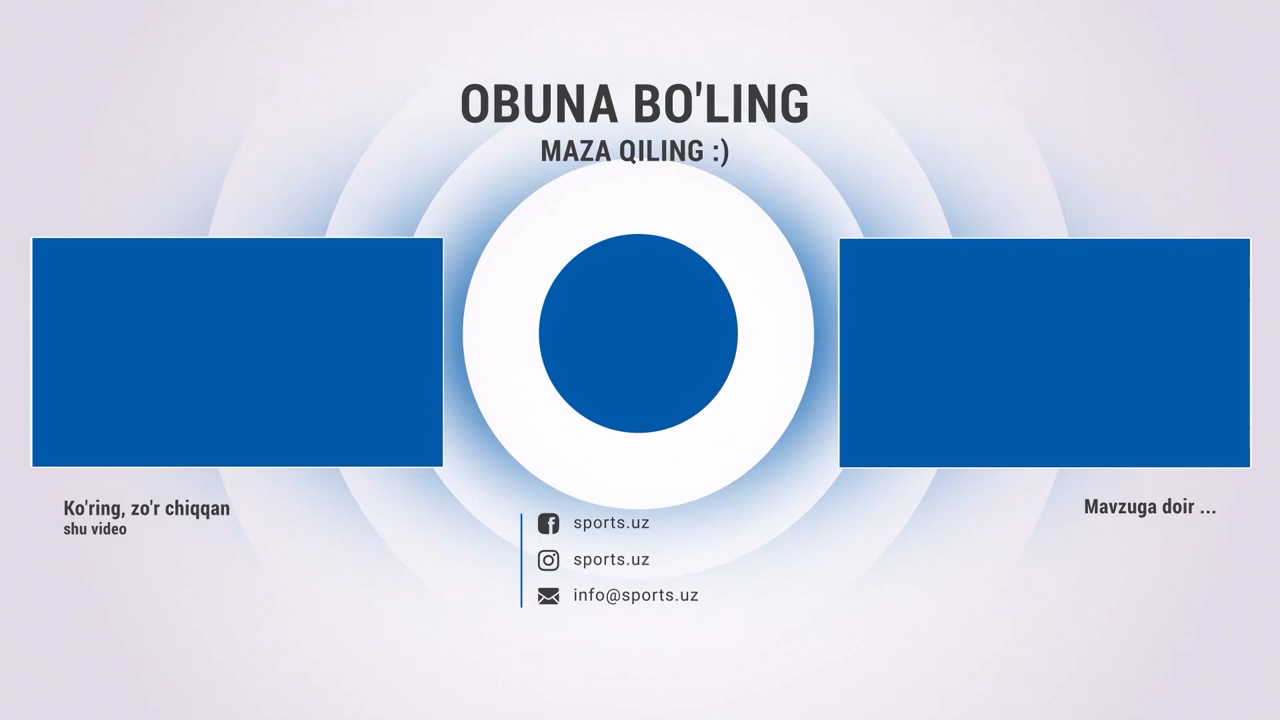 OBUNA BO'LING
MAZA QILING :)
Ko'ring, zo'r chiqqan
shu video
Mavzuga doir ...
sports.uz
sports.uz
info@sports.uz